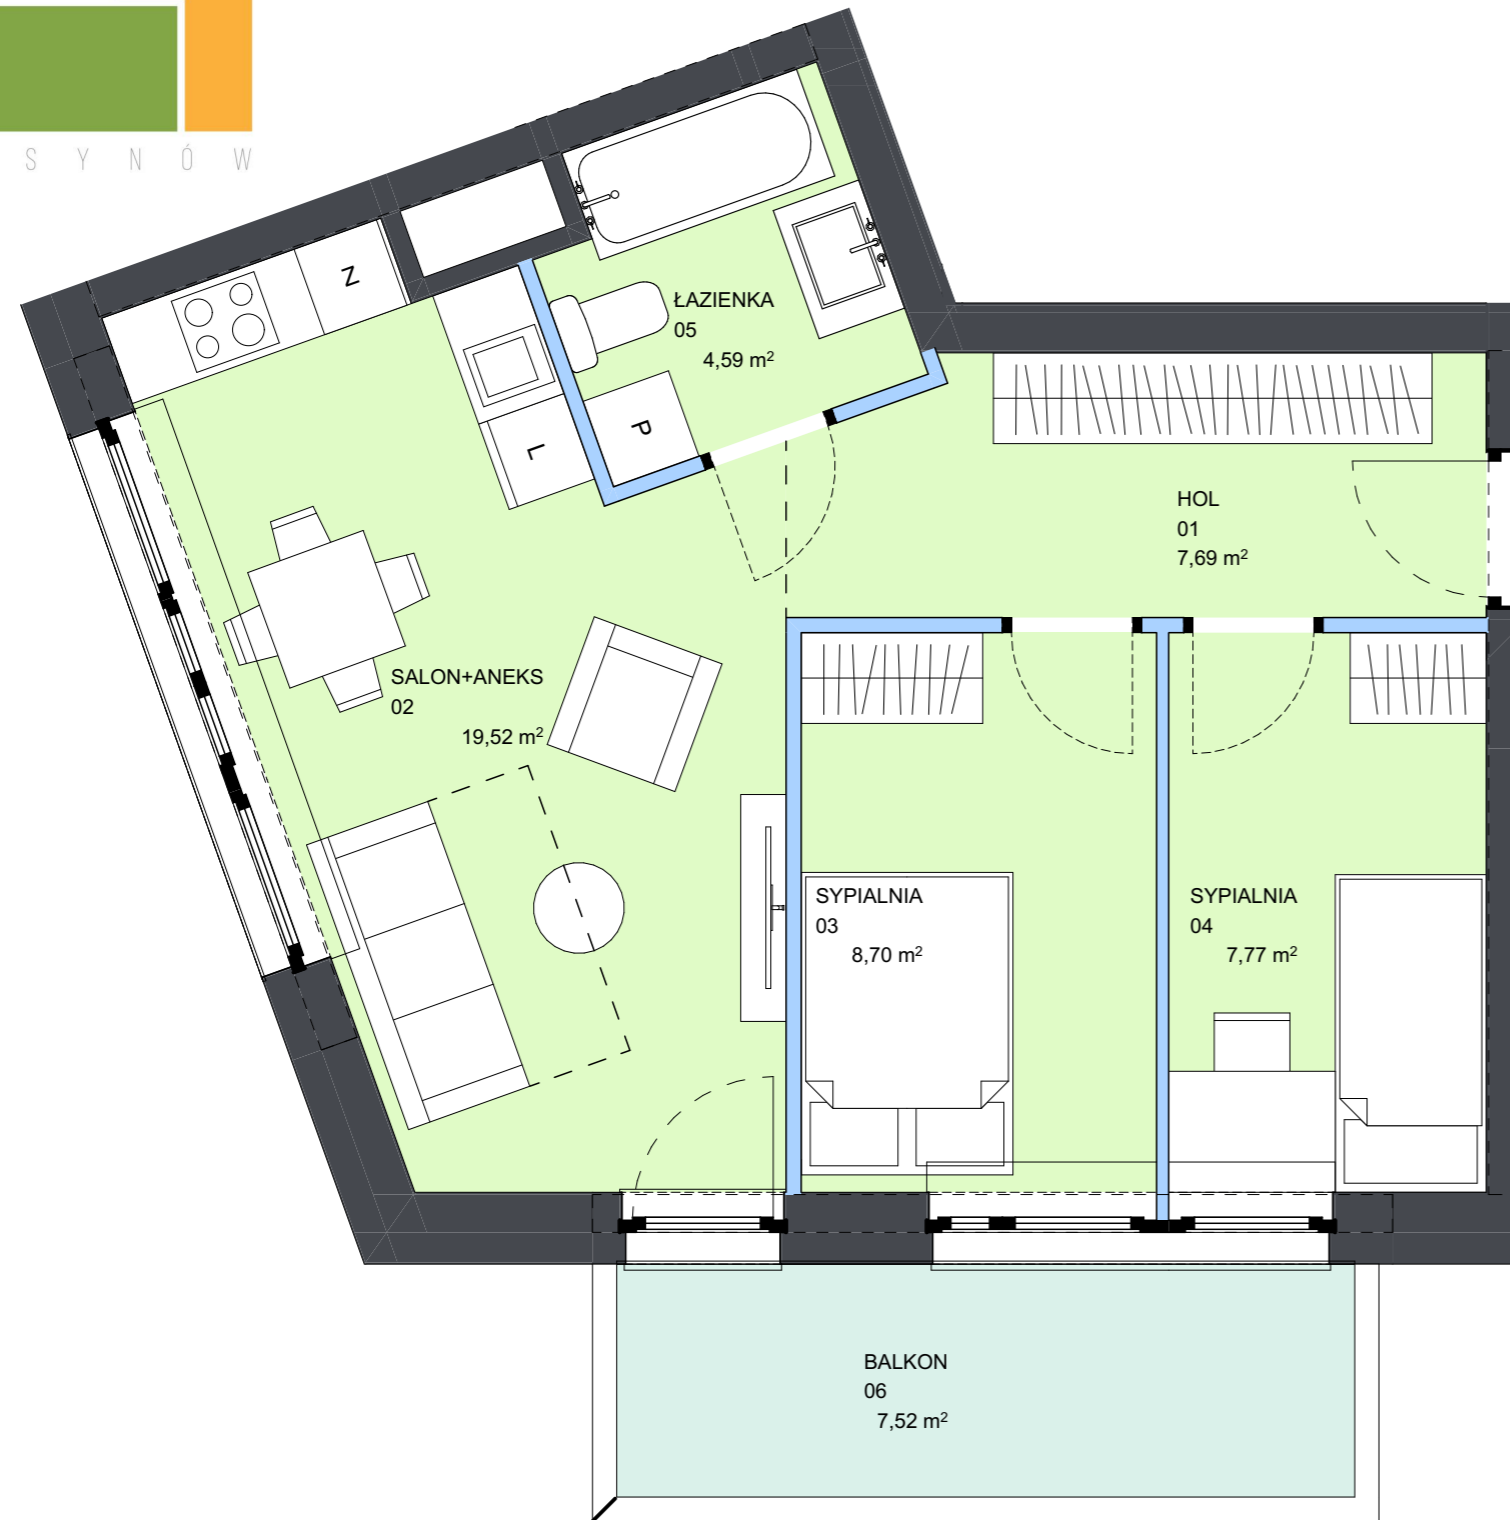 S Y N Ó W
Z
ŁAZIENKA
05
4,59 m²
L
P
HOL
01
7,69 m²
SALON+ANEKS
02
19,52 m²
SYPIALNIA
03
8,70 m²
SYPIALNIA
04
7,77 m²
BALKON
06
7,52 m²